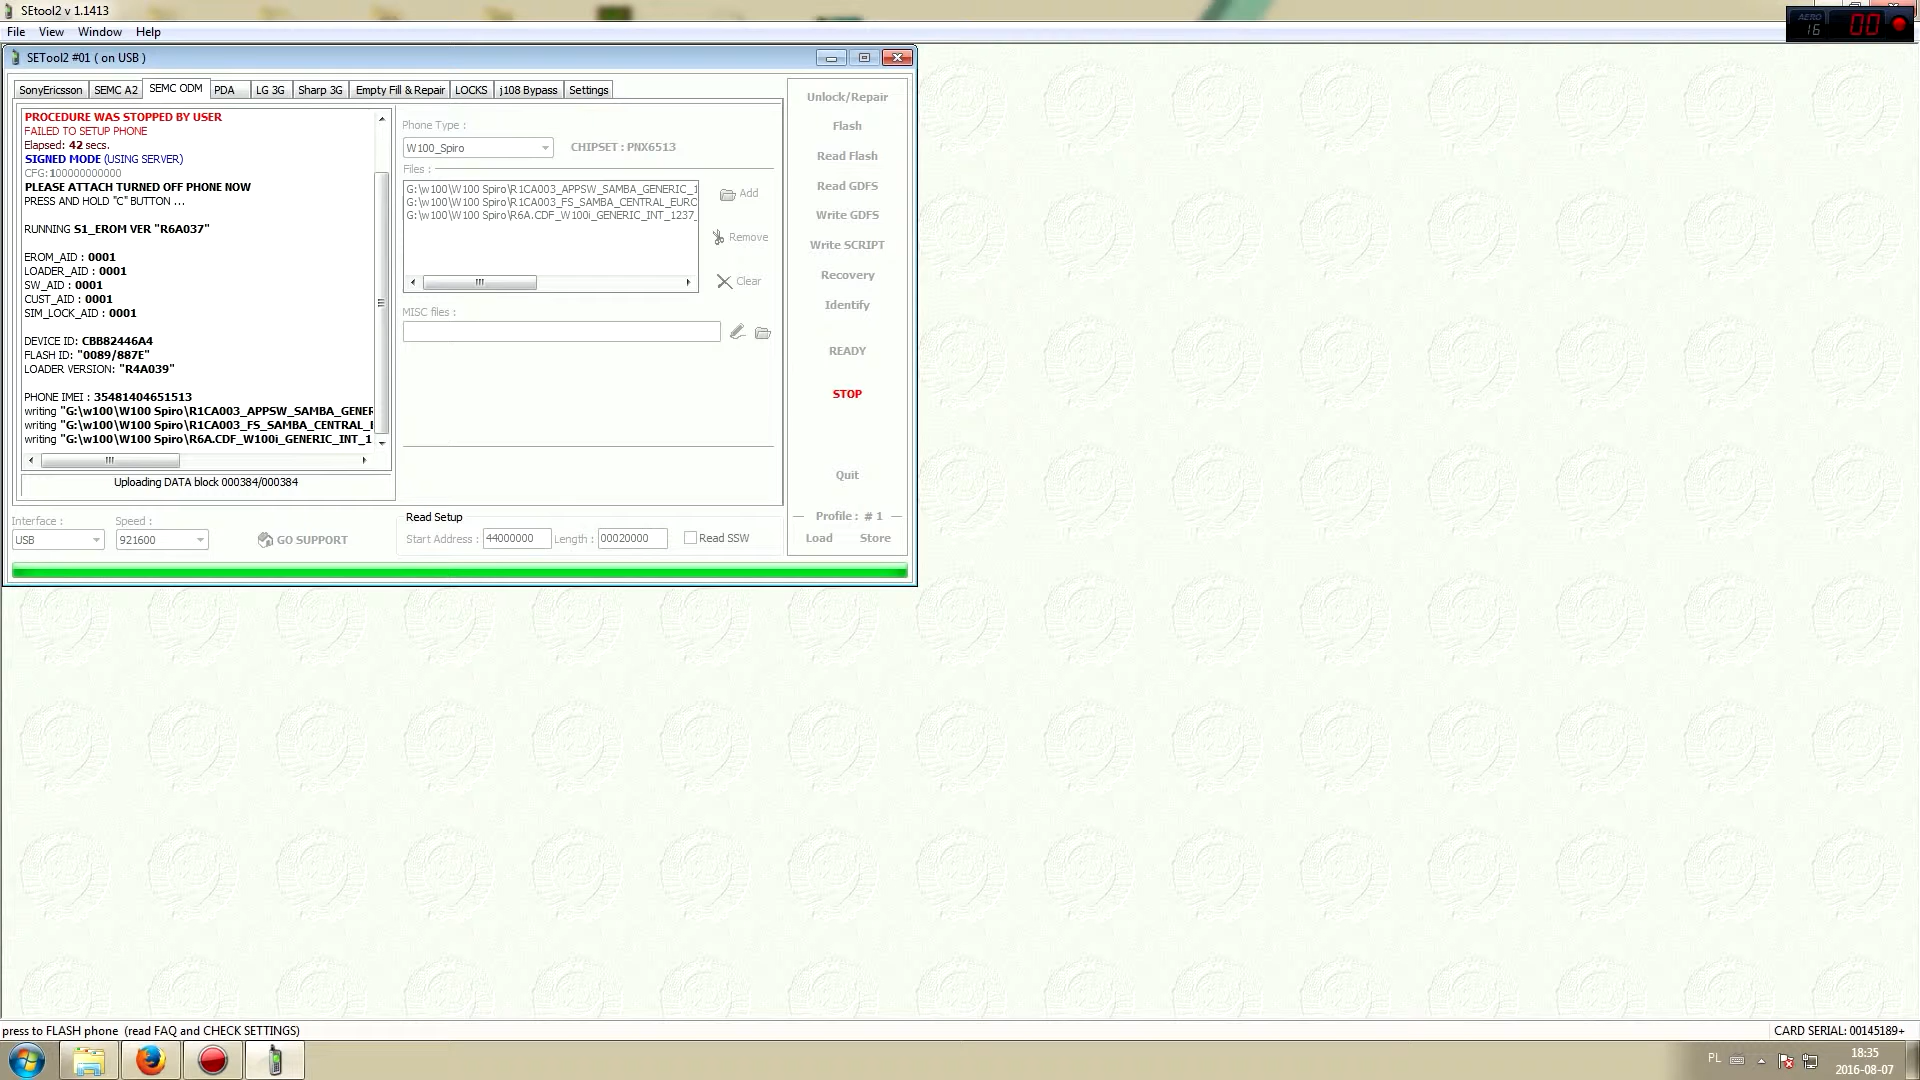 SEtool2 v 1.1413
AERO
16
00
File View Window Help
SETool2 #01 ( on USB )
SonyEricsson SEMC A2 SEMC ODM PDA LG 3G Sharp 3G Empty Fill & Repair LOCKS j108 Bypass Settings
PROCEDURE WAS STOPPED BY USER
FAILED TO SETUP PHONE
Elapsed: 42 secs.
SIGNED MODE (USING SERVER)
CFG:100000000000
PLEASE ATTACH TURNED OFF PHONE NOW
PRESS AND HOLD "C" BUTTON ...
RUNNING S1_EROM VER "R6A037"
EROM_AID : 0001
LOADER_AID : 0001
SW_AID : 0001
CUST_AID : 0001
SIM_LOCK_AID : 0001
DEVICE ID: CBB82446A4
FLASH ID: "0089/887E"
LOADER VERSION: "R4A039"
PHONE IMEI : 35481404651513
writing "G:\w100\W100 Spiro\R1CA003_APPSW_SAMBA_GENER
writing "G:\w100\W100 Spiro\R1CA003_FS_SAMBA_CENTRAL_E
writing "G:\w100\W100 Spiro\R6A.CDF_W100i_GENERIC_INT_1
Uploading DATA block 000384/000384
Phone Type :
W100_Spiro
CHIPSET : PNX6513
Files :
G:\w100\W100 Spiro\R1CA003_APPSW_SAMBA_GENERIC_1
G:\w100\W100 Spiro\R1CA003_FS_SAMBA_CENTRAL_EURO
G:\w100\W100 Spiro\R6A.CDF_W100i_GENERIC_INT_1237_
Add
Remove
Clear
MISC files :
Unlock/Repair
Flash
Read Flash
Read GDFS
Write GDFS
Write SCRIPT
Recovery
Identify
READY
STOP
Quit
Profile : # 1
Load Store
Interface :
USB
Speed :
921600
GO SUPPORT
Read Setup
Start Address : 44000000 Length : 00020000 Read SSW
press to FLASH phone (read FAQ and CHECK SETTINGS)
CARD SERIAL: 00145189+
PL
18:35
2016-08-07